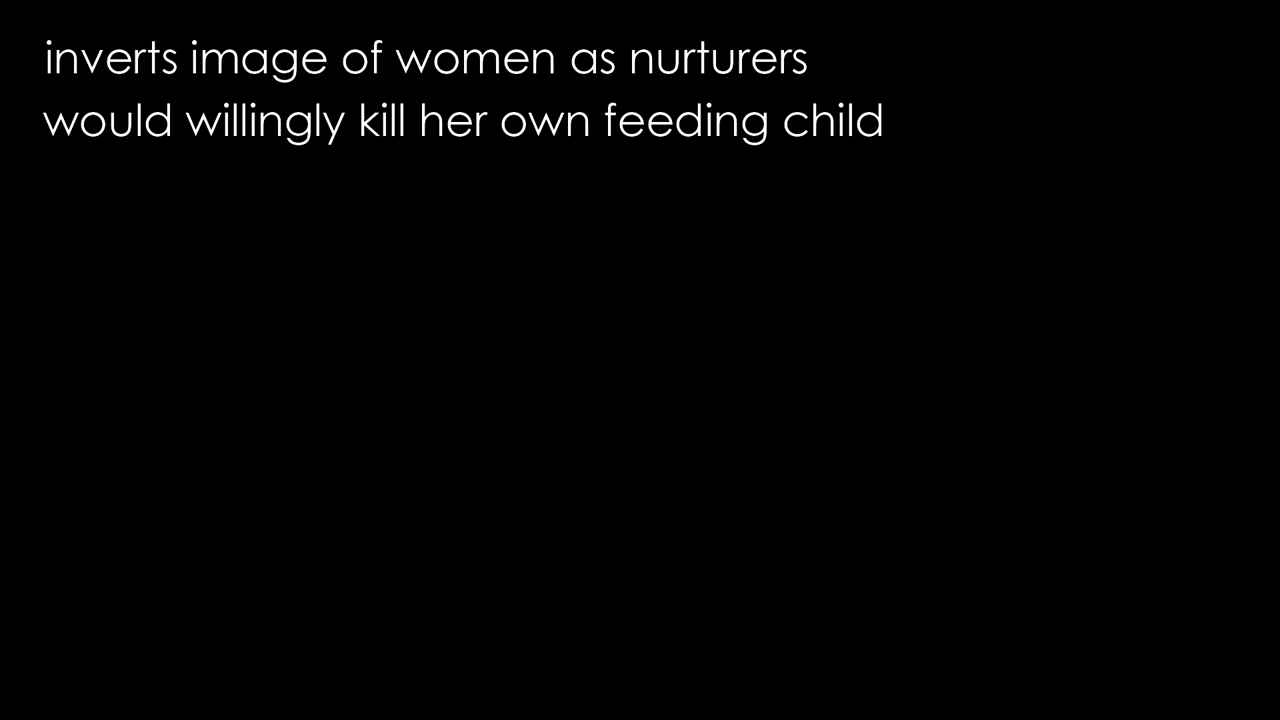 inverts image of women as nurturers
would willingly kill her own feeding child